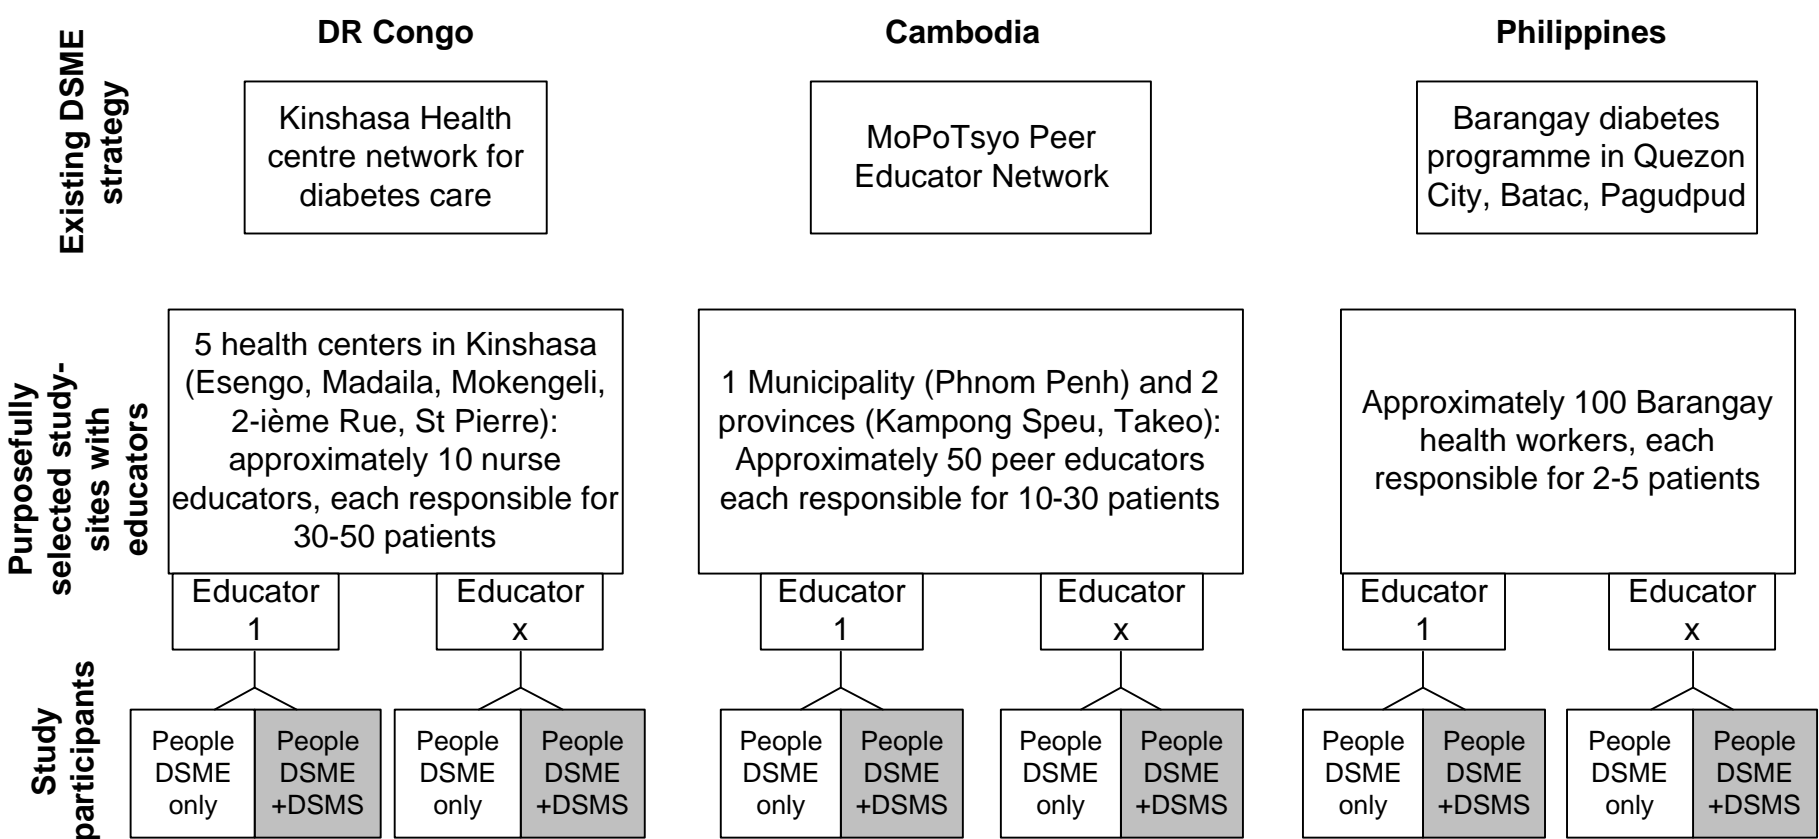 DR Congo
Cambodia
Philippines
Existing DSME
strategy
Kinshasa Health
centre network for
diabetes care
MoPoTsyo Peer
Educator Network
Barangay diabetes
programme in Quezon
City, Batac, Pagudpud
Purposefully
selected study-
sites with
educators
5 health centers in Kinshasa
(Esengo, Madaila, Mokengeli,
2-ième Rue, St Pierre):
approximately 10 nurse
educators, each responsible for
30-50 patients
1 Municipality (Phnom Penh) and 2
provinces (Kampong Speu, Takeo):
Approximately 50 peer educators
each responsible for 10-30 patients
Approximately 100 Barangay
health workers, each
responsible for 2-5 patients
Educator
1
Educator
x
Educator
1
Educator
x
Educator
1
Educator
x
Study
participants
People
DSME
only
People
DSME
+DSMS
People
DSME
only
People
DSME
+DSMS
People
DSME
only
People
DSME
+DSMS
People
DSME
only
People
DSME
+DSMS
People
DSME
only
People
DSME
+DSMS
People
DSME
only
People
DSME
+DSMS